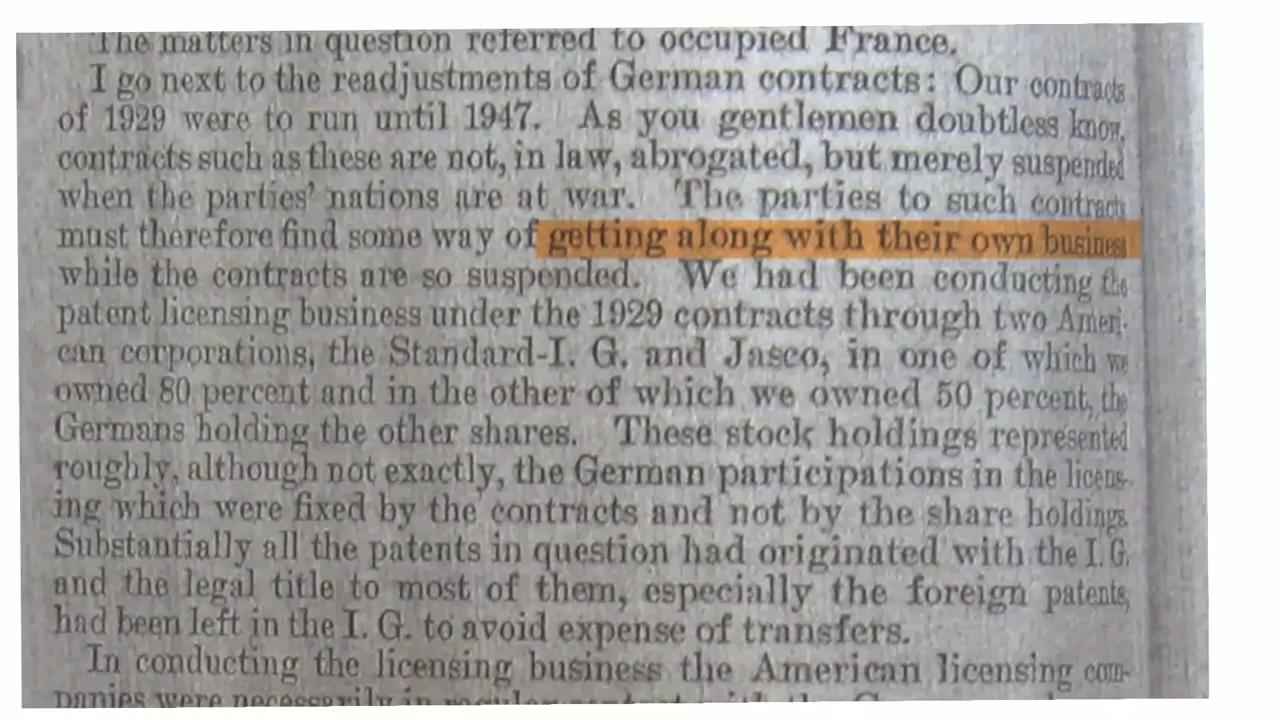 The matters in question referred to occupied France.
I go next to the readjustments of German contracts: Our contracts
of 1929 were to run until 1947. As you gentlemen doubtless know,
contracts such as these are not, in law, abrogated, but merely suspended
when the parties' nations are at war. The parties to such contracts
must therefore find some way of getting along with their own business
while the contracts are so suspended. We had been conducting the
patent licensing business under the 1929 contracts through two Ameri-
can corporations, the Standard-I. G. and Jasco, in one of which we
owned 80 percent and in the other of which we owned 50 percent, the
Germans holding the other shares. These stock holdings represented
roughly, although not exactly, the German participations in the licens-
ing which were fixed by the contracts and not by the share holdings.
Substantially all the patents in question had originated with the I. G.
and the legal title to most of them, especially the foreign patents,
had been left in the I. G. to avoid expense of transfers.
In conducting the licensing business the American licensing com-
panies were necessarily in regular contact with the